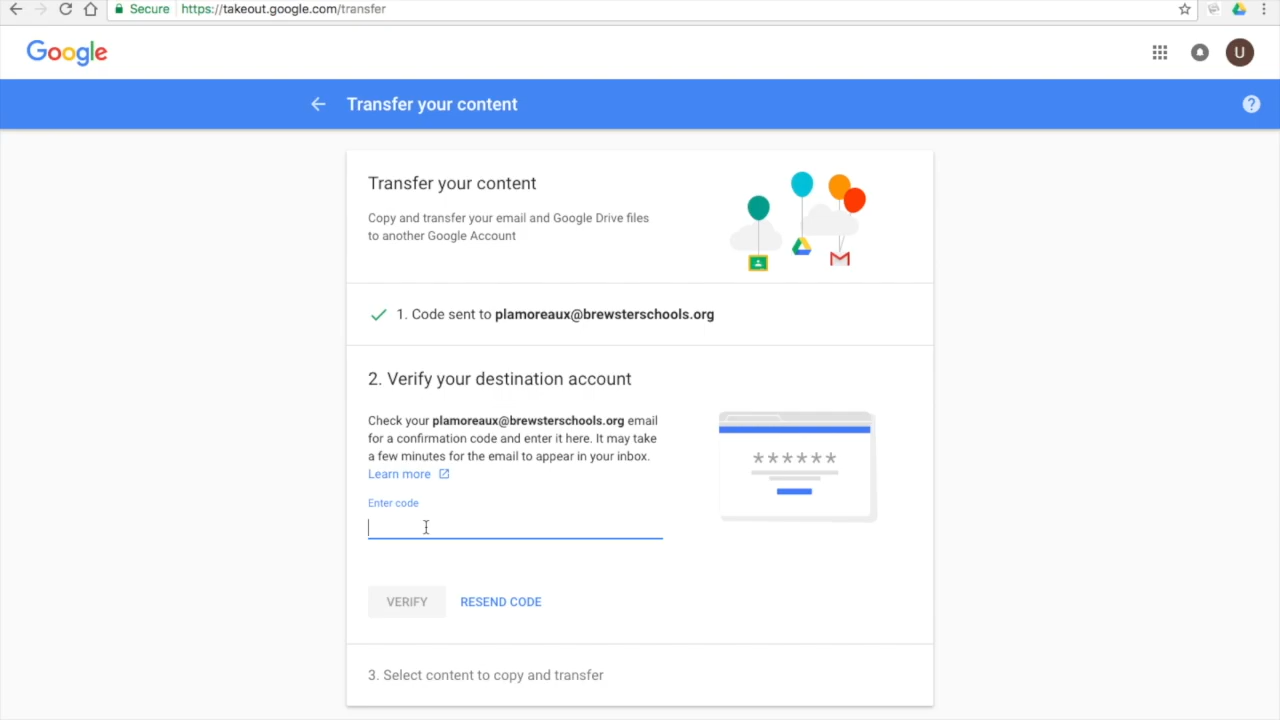 Secure https://takeout.google.com/transfer
Google
U
Transfer your content
?
Transfer your content
Copy and transfer your email and Google Drive files
to another Google Account
1. Code sent to plamoreaux@brewsterschools.org
2. Verify your destination account
Check your plamoreaux@brewsterschools.org email
for a confirmation code and enter it here. It may take
a few minutes for the email to appear in your inbox.
Learn more
Enter code
******
VERIFY RESEND CODE
3. Select content to copy and transfer